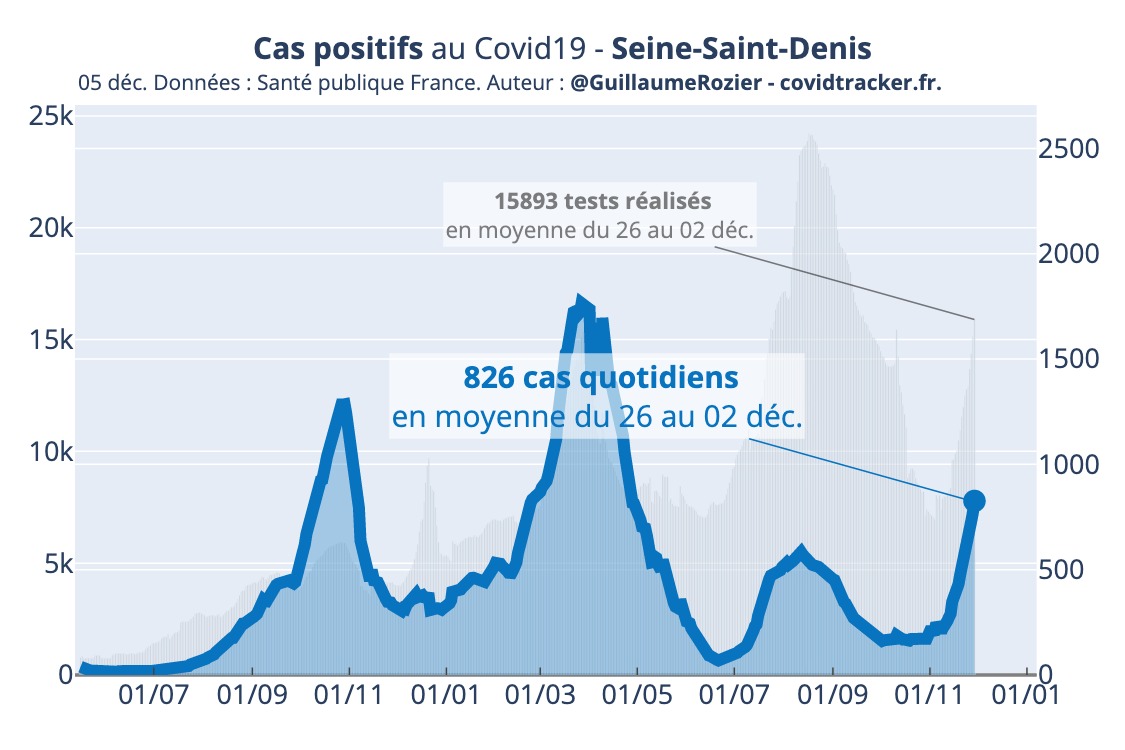 Cas positifs au Covid19 - Seine-Saint-Denis
05 déc. Données : Santé publique France. Auteur : @GuillaumeRozier - covidtracker.fr.
25k
2500
15893 tests réalisés
en moyenne du 26 au 02 déc.
20k
2000
15k
1500
826 cas quotidiens
en moyenne du 26 au 02 déc.
10k
1000
5k
500
0
0
01/07 01/09 01/11 01/01 01/03 01/05 01/07 01/09 01/11 01/01